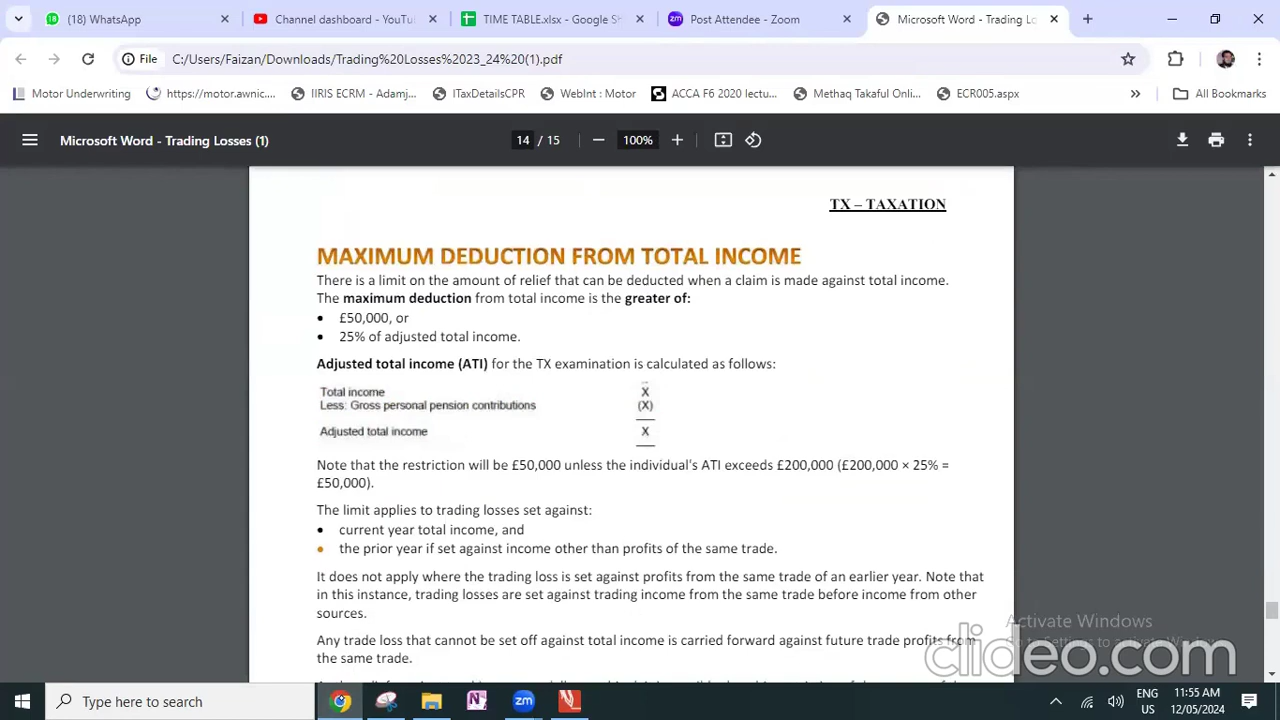 (18) WhatsApp
Channel dashboard - YouTu
TIME TABLE.xlsx - Google S
Post Attendee - Zoom
Microsoft Word - Trading Lo
File
C:/Users/Faizan/Downloads/Trading%20Losses%2023_24%20(1).pdf
Motor Underwriting
https://motor.awnic....
IIRIS ECRM - Adamj...
ITaxDetailsCPR
WebInt : Motor
ACCA F6 2020 lectu...
Methaq Takaful Onli...
ECR005.aspx
All Bookmarks
Microsoft Word - Trading Losses (1)
14 / 15
100%
TX – TAXATION
MAXIMUM DEDUCTION FROM TOTAL INCOME
There is a limit on the amount of relief that can be deducted when a claim is made against total income.
The maximum deduction from total income is the greater of:
• £50,000, or
• 25% of adjusted total income.
Adjusted total income (ATI) for the TX examination is calculated as follows:
Total income X
Less: Gross personal pension contributions (X)
Adjusted total income X
Note that the restriction will be £50,000 unless the individual's ATI exceeds £200,000 (£200,000 × 25% =
£50,000).
The limit applies to trading losses set against:
• current year total income, and
• the prior year if set against income other than profits of the same trade.
It does not apply where the trading loss is set against profits from the same trade of an earlier year. Note that
in this instance, trading losses are set against trading income from the same trade before income from other
sources.
Any trade loss that cannot be set off against total income is carried forward against future trade profits from
the same trade.
Activate Windows
Go to Settings to activate Windows.
clideo.com
Type here to search
ENG
US
11:55 AM
12/05/2024